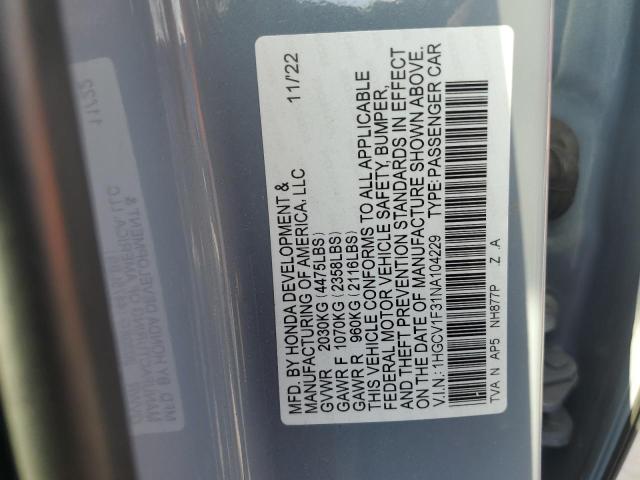 MFD. BY HONDA DEVELOPMENT &
MANUFACTURING OF AMERICA, LLC 11/22
GVWR 2030KG (4475LBS)
GAWR F 1070KG (2358LBS)
GAWR R 960KG (2116LBS)
THIS VEHICLE CONFORMS TO ALL APPLICABLE
FEDERAL MOTOR VEHICLE SAFETY, BUMPER,
AND THEFT PREVENTION STANDARDS IN EFFECT
ON THE DATE OF MANUFACTURE SHOWN ABOVE.
V.I.N.: 1HGCV1F31NA104229 TYPE: PASSENGER CAR
TVA N AP5 NH877P Z A